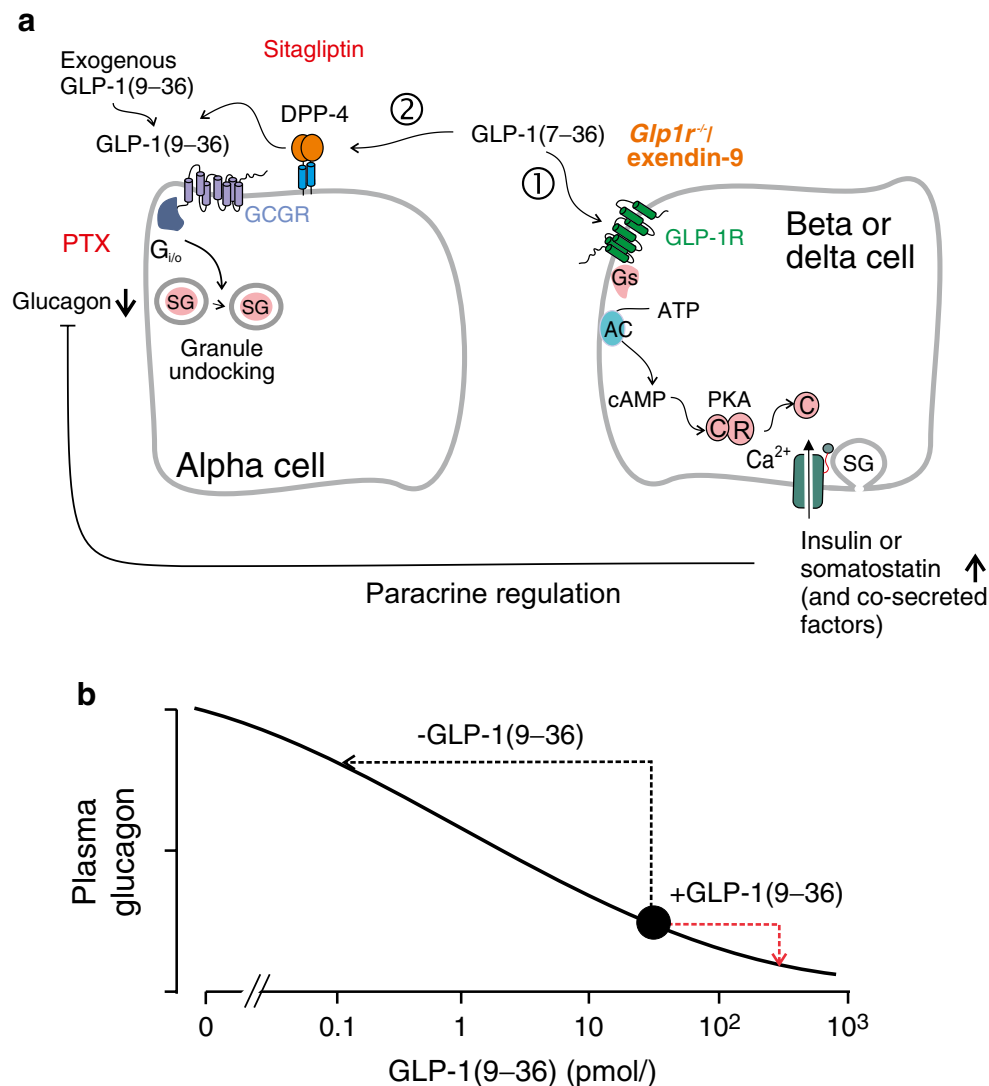 a
Exogenous
GLP-1(9–36)
Sitagliptin
DPP-4
②
GLP-1(9–36)
GLP-1(7–36)
Glp1r-/-/
exendin-9
①
GCGR
GLP-1R
PTX
Gi/o
Gs
Beta or
delta cell
Glucagon
SG
SG
Granule
undocking
AC
ATP
cAMP
PKA
C
R
C
Ca2+
SG
Alpha cell
Insulin or
somatostatin
(and co-secreted
factors)
Paracrine regulation
b
-GLP-1(9–36)
+GLP-1(9–36)
Plasma
glucagon
0
0.1
1
10
10²
10³
GLP-1(9–36) (pmol/)